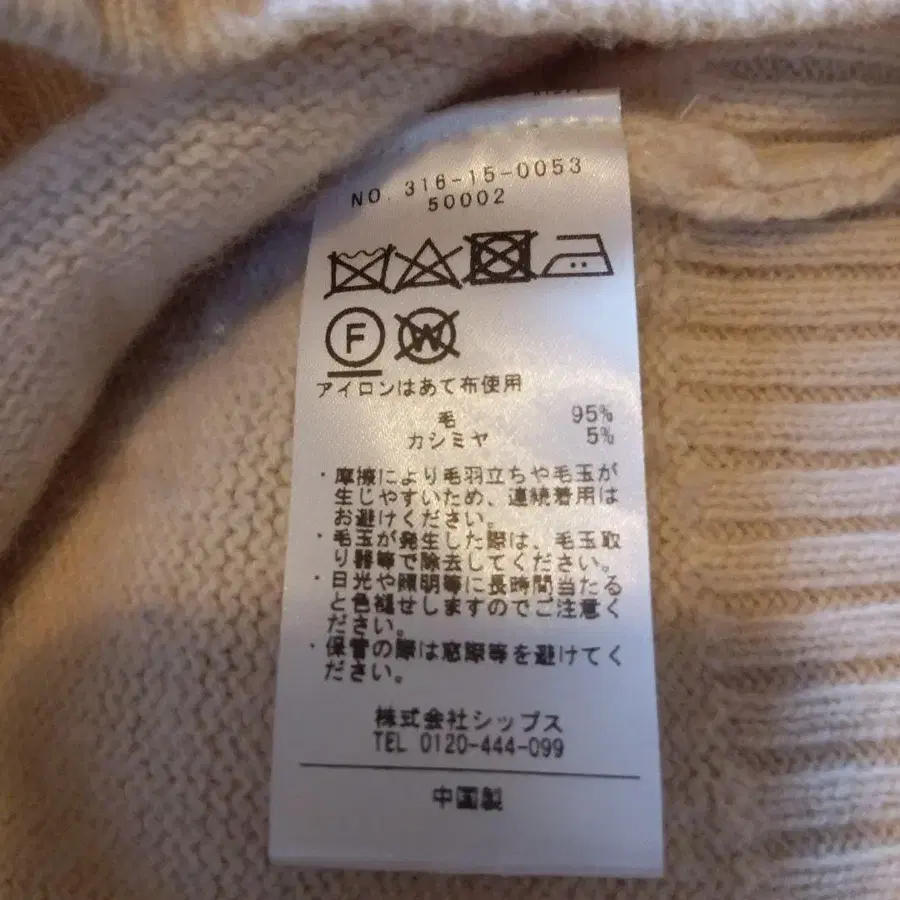 NO. 316-15-0053
50002
F W
アイロンはあて布使用
毛 95%
カシミヤ 5%
・摩擦により毛羽立ちや毛玉が
生じやすいため、連続着用は
お避けください。
・毛玉が発生した際は、毛玉取
り器等で除去してください。
・日光や照明等に長時間当たる
と色褪せしますのでご注意く
ださい。
・保管の際は窓際等を避けてく
ださい。
株式会社シップス
TEL 0120-444-099
中国製